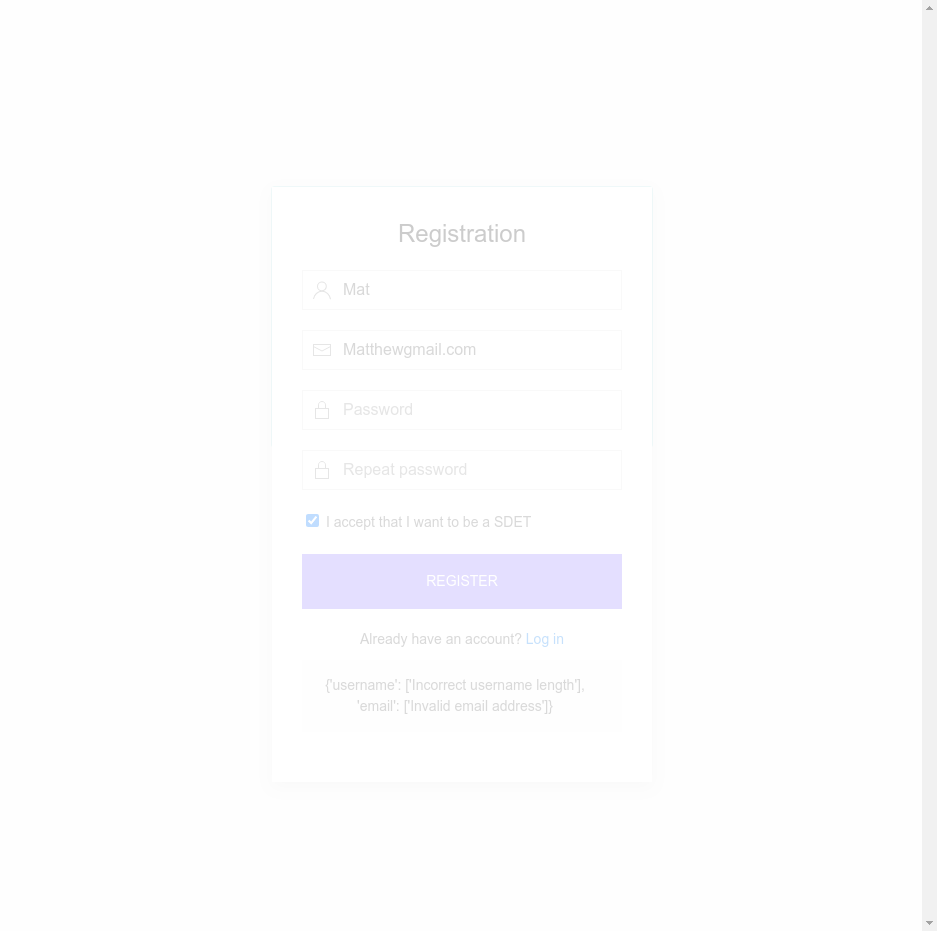 Registration
Mat
Matthewgmail.com
Password
Repeat password
I accept that I want to be a SDET
REGISTER
Already have an account? Log in
{'username': ['Incorrect username length'],
'email': ['Invalid email address']}